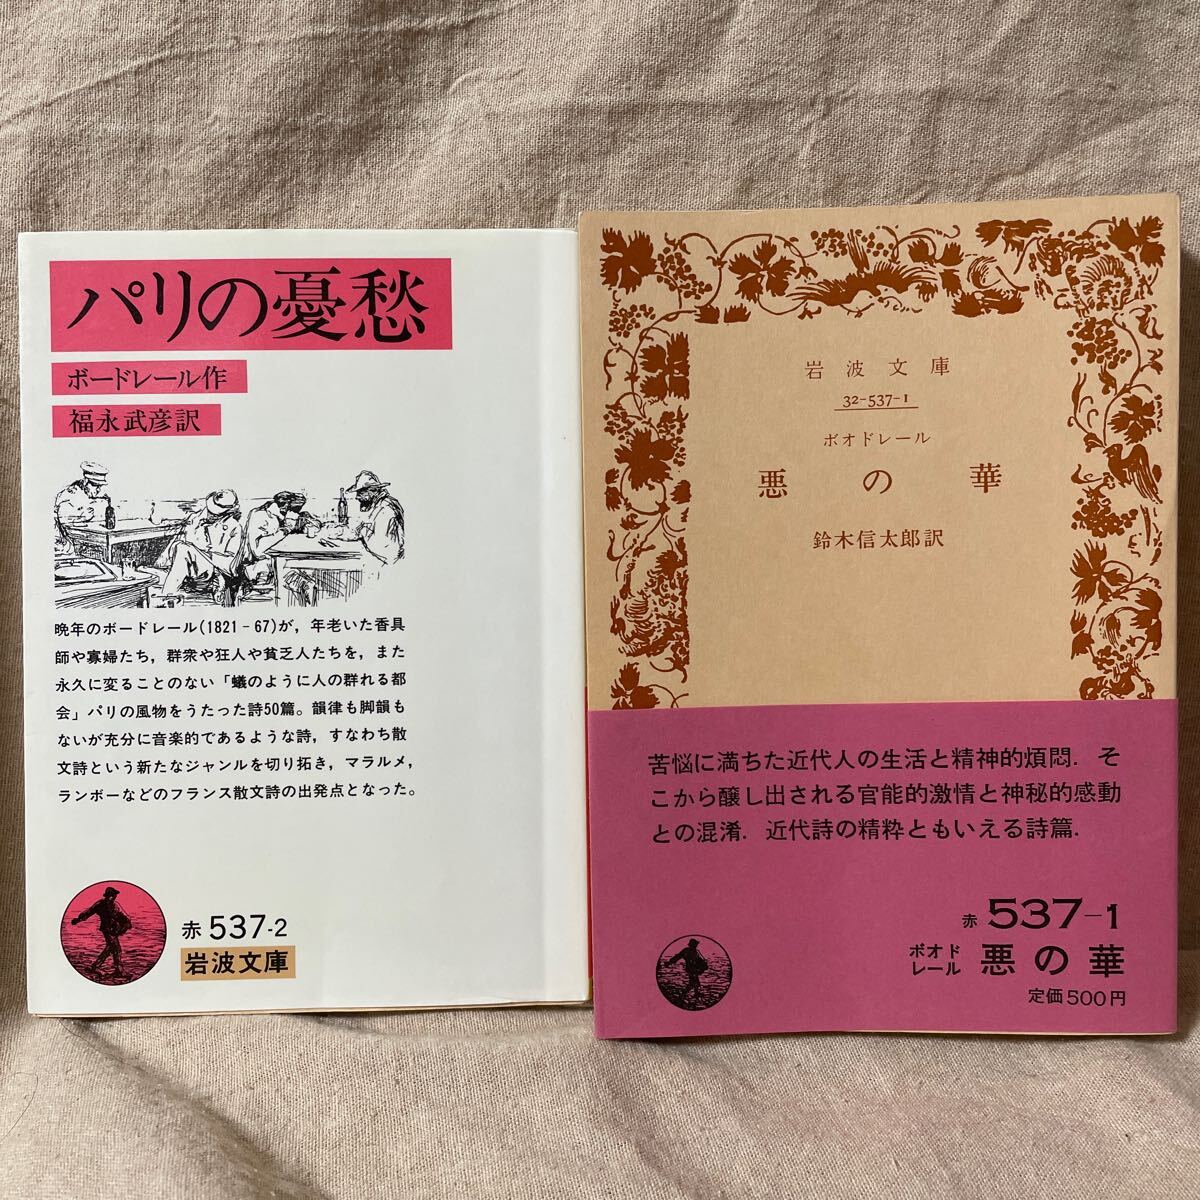 パリの憂愁
ボードレール作
福永武彦訳
晩年のボードレール(1821-67)が，年老いた香具
師や寡婦たち，群衆や狂人や貧乏人たちを，また
永久に変ることのない「蟻のように人の群れる都
会」パリの風物をうたった詩50篇。韻律も脚韻も
ないが充分に音楽的であるような詩，すなわち散
文詩という新たなジャンルを切り拓き，マラルメ，
ランボーなどのフランス散文詩の出発点となった。
赤 537-2
岩波文庫
岩波文庫
32-537-1
ボオドレール
悪の華
鈴木信太郎訳
苦悩に満ちた近代人の生活と精神的煩悶．そ
こから醸し出される官能的激情と神秘的感動
との混淆．近代詩の精粋ともいえる詩篇．
赤 537-1
ボオドレール 悪の華
定価500円